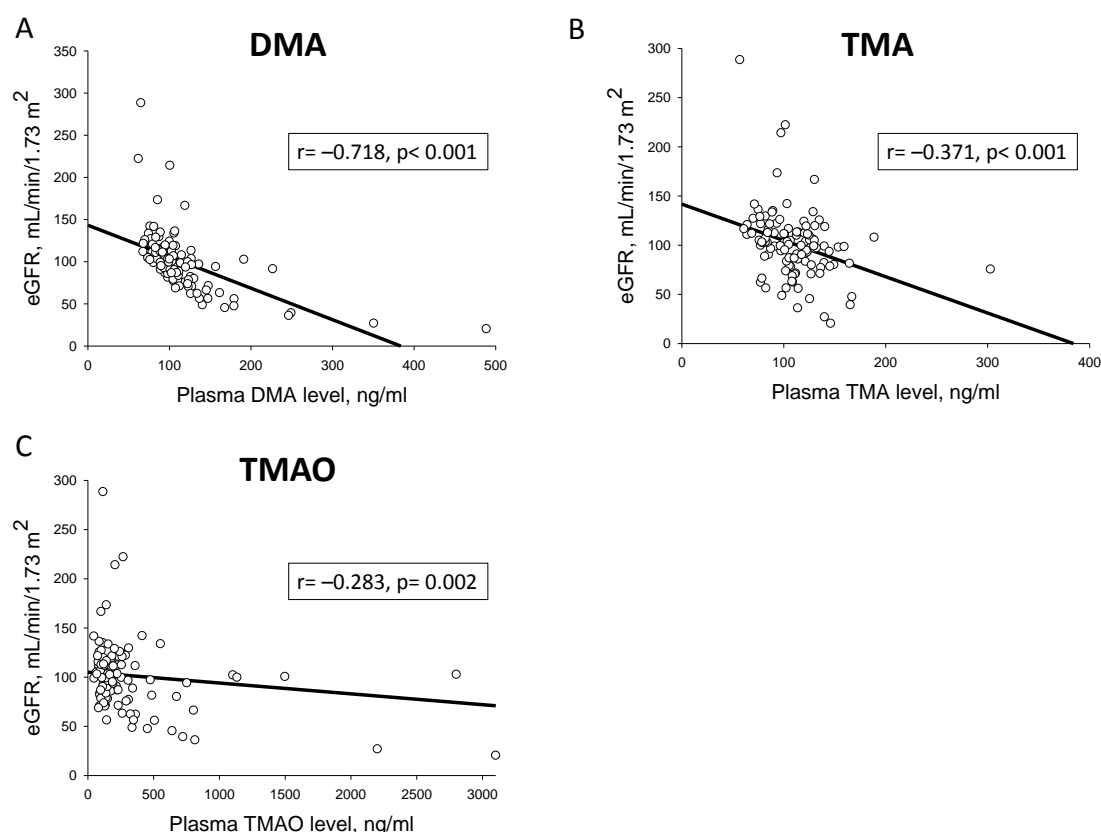 A
DMA
350
300
250
200
150
100
50
0
eGFR, mL/min/1.73 m2
r= –0.718, p< 0.001
0 100 200 300 400 500
Plasma DMA level, ng/ml
B
TMA
300
250
200
150
100
50
0
eGFR, mL/min/1.73 m2
r= –0.371, p< 0.001
0 100 200 300 400
Plasma TMA level, ng/ml
C
TMAO
300
250
200
150
100
50
0
eGFR, mL/min/1.73 m2
r= –0.283, p= 0.002
0 500 1000 1500 2000 2500 3000
Plasma TMAO level, ng/ml